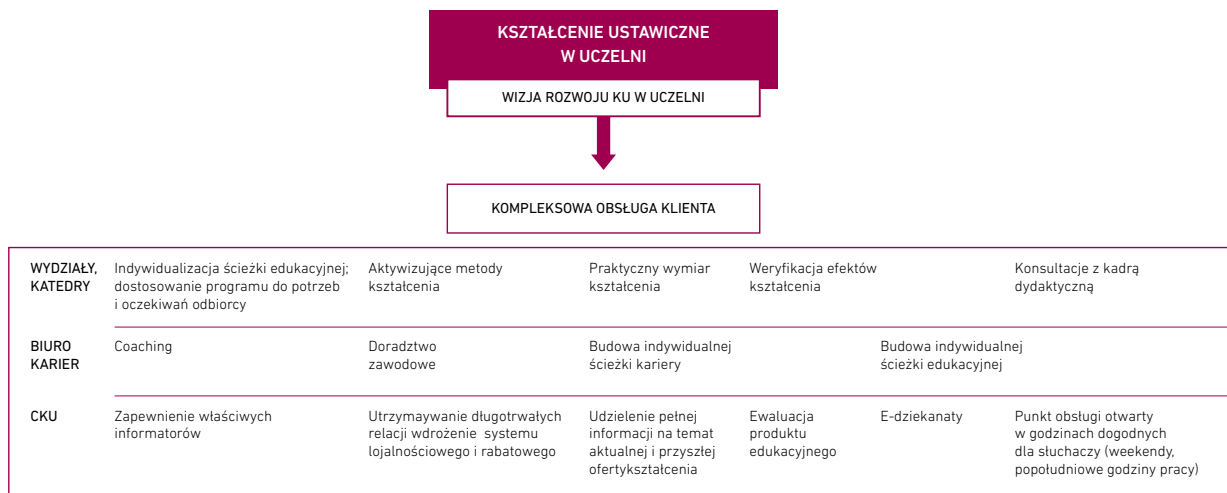 KSZTAŁCENIE USTAWICZNE
W UCZELNI
WIZJA ROZWOJU KU W UCZELNI
KOMPLEKSOWA OBSŁUGA KLIENTA
WYDZIAŁY,
KATEDRY
Indywidualizacja ścieżki edukacyjnej;
dostosowanie programu do potrzeb
i oczekiwań odbiorcy
Aktywizujące metody
kształcenia
Praktyczny wymiar
kształcenia
Weryfikacja efektów
kształcenia
Konsultacje z kadrą
dydaktyczną
BIURO
KARIER
Coaching
Doradztwo
zawodowe
Budowa indywidualnej
ścieżki kariery
Budowa indywidualnej
ścieżki edukacyjnej
CKU
Zapewnienie właściwych
informatorów
Utrzymaywanie długotrwałych
relacji wdrożenie systemu
lojalnościowego i rabatowego
Udzielenie pełnej
informacji na temat
aktualnej i przyszłej
ofertykształcenia
Ewaluacja
produktu
edukacyjnego
E-dziekanaty
Punkt obsługi otwarty
w godzinach dogodnych
dla słuchaczy (weekendy,
popołudniowe godziny pracy)